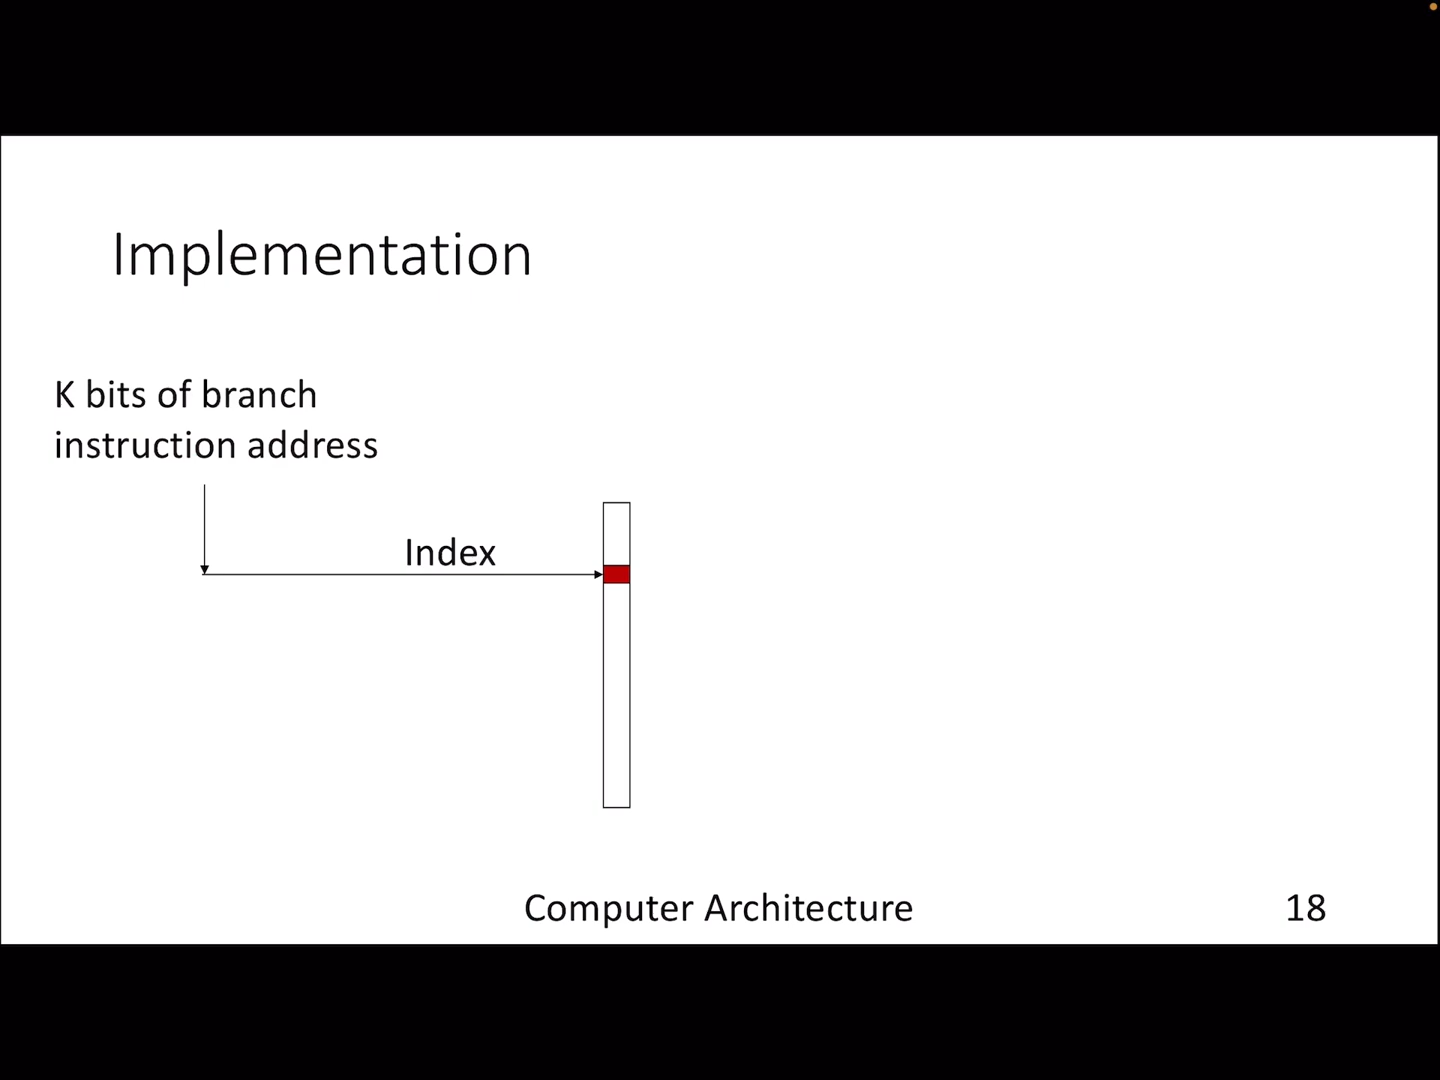 Implementation
K bits of branch
instruction address
Index
Computer Architecture
18